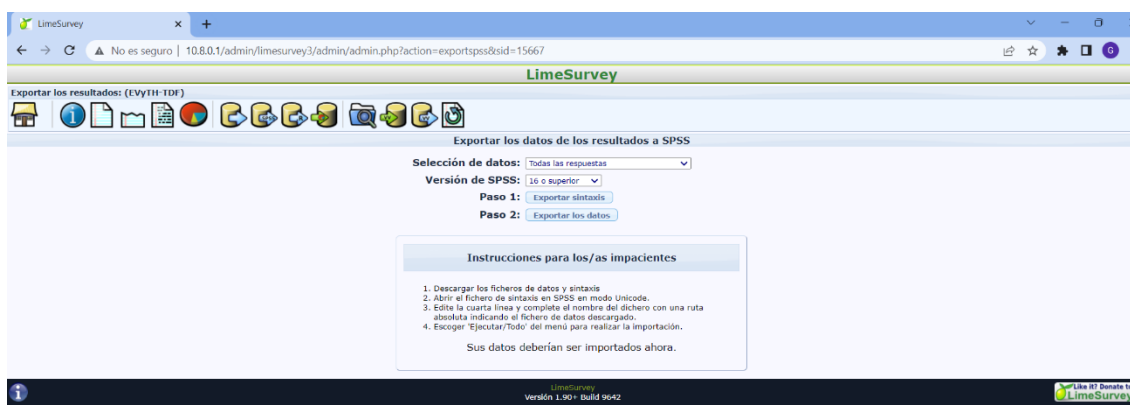 LimeSurvey
No es seguro | 10.8.0.1/admin/limesurvey3/admin/admin.php?action=exportspss&sid=15667
G
LimeSurvey
Exportar los resultados: (EVyTH-TDF)
Exportar los datos de los resultados a SPSS
Selección de datos: Todas las respuestas
Versión de SPSS: 16 o superior
Paso 1: Exportar sintaxis
Paso 2: Exportar los datos
Instrucciones para los/as impacientes
1. Descargar los ficheros de datos y sintaxis
2. Abrir el fichero de sintaxis en SPSS en modo Unicode.
3. Edite la cuarta línea y complete el nombre del dichero con una ruta
absoluta indicando el fichero de datos descargado.
4. Escoger 'Ejecutar/Todo' del menú para realizar la importación.
Sus datos deberían ser importados ahora.
LimeSurvey
Versión 1.90+ Build 9642
Like it? Donate to
LimeSurvey